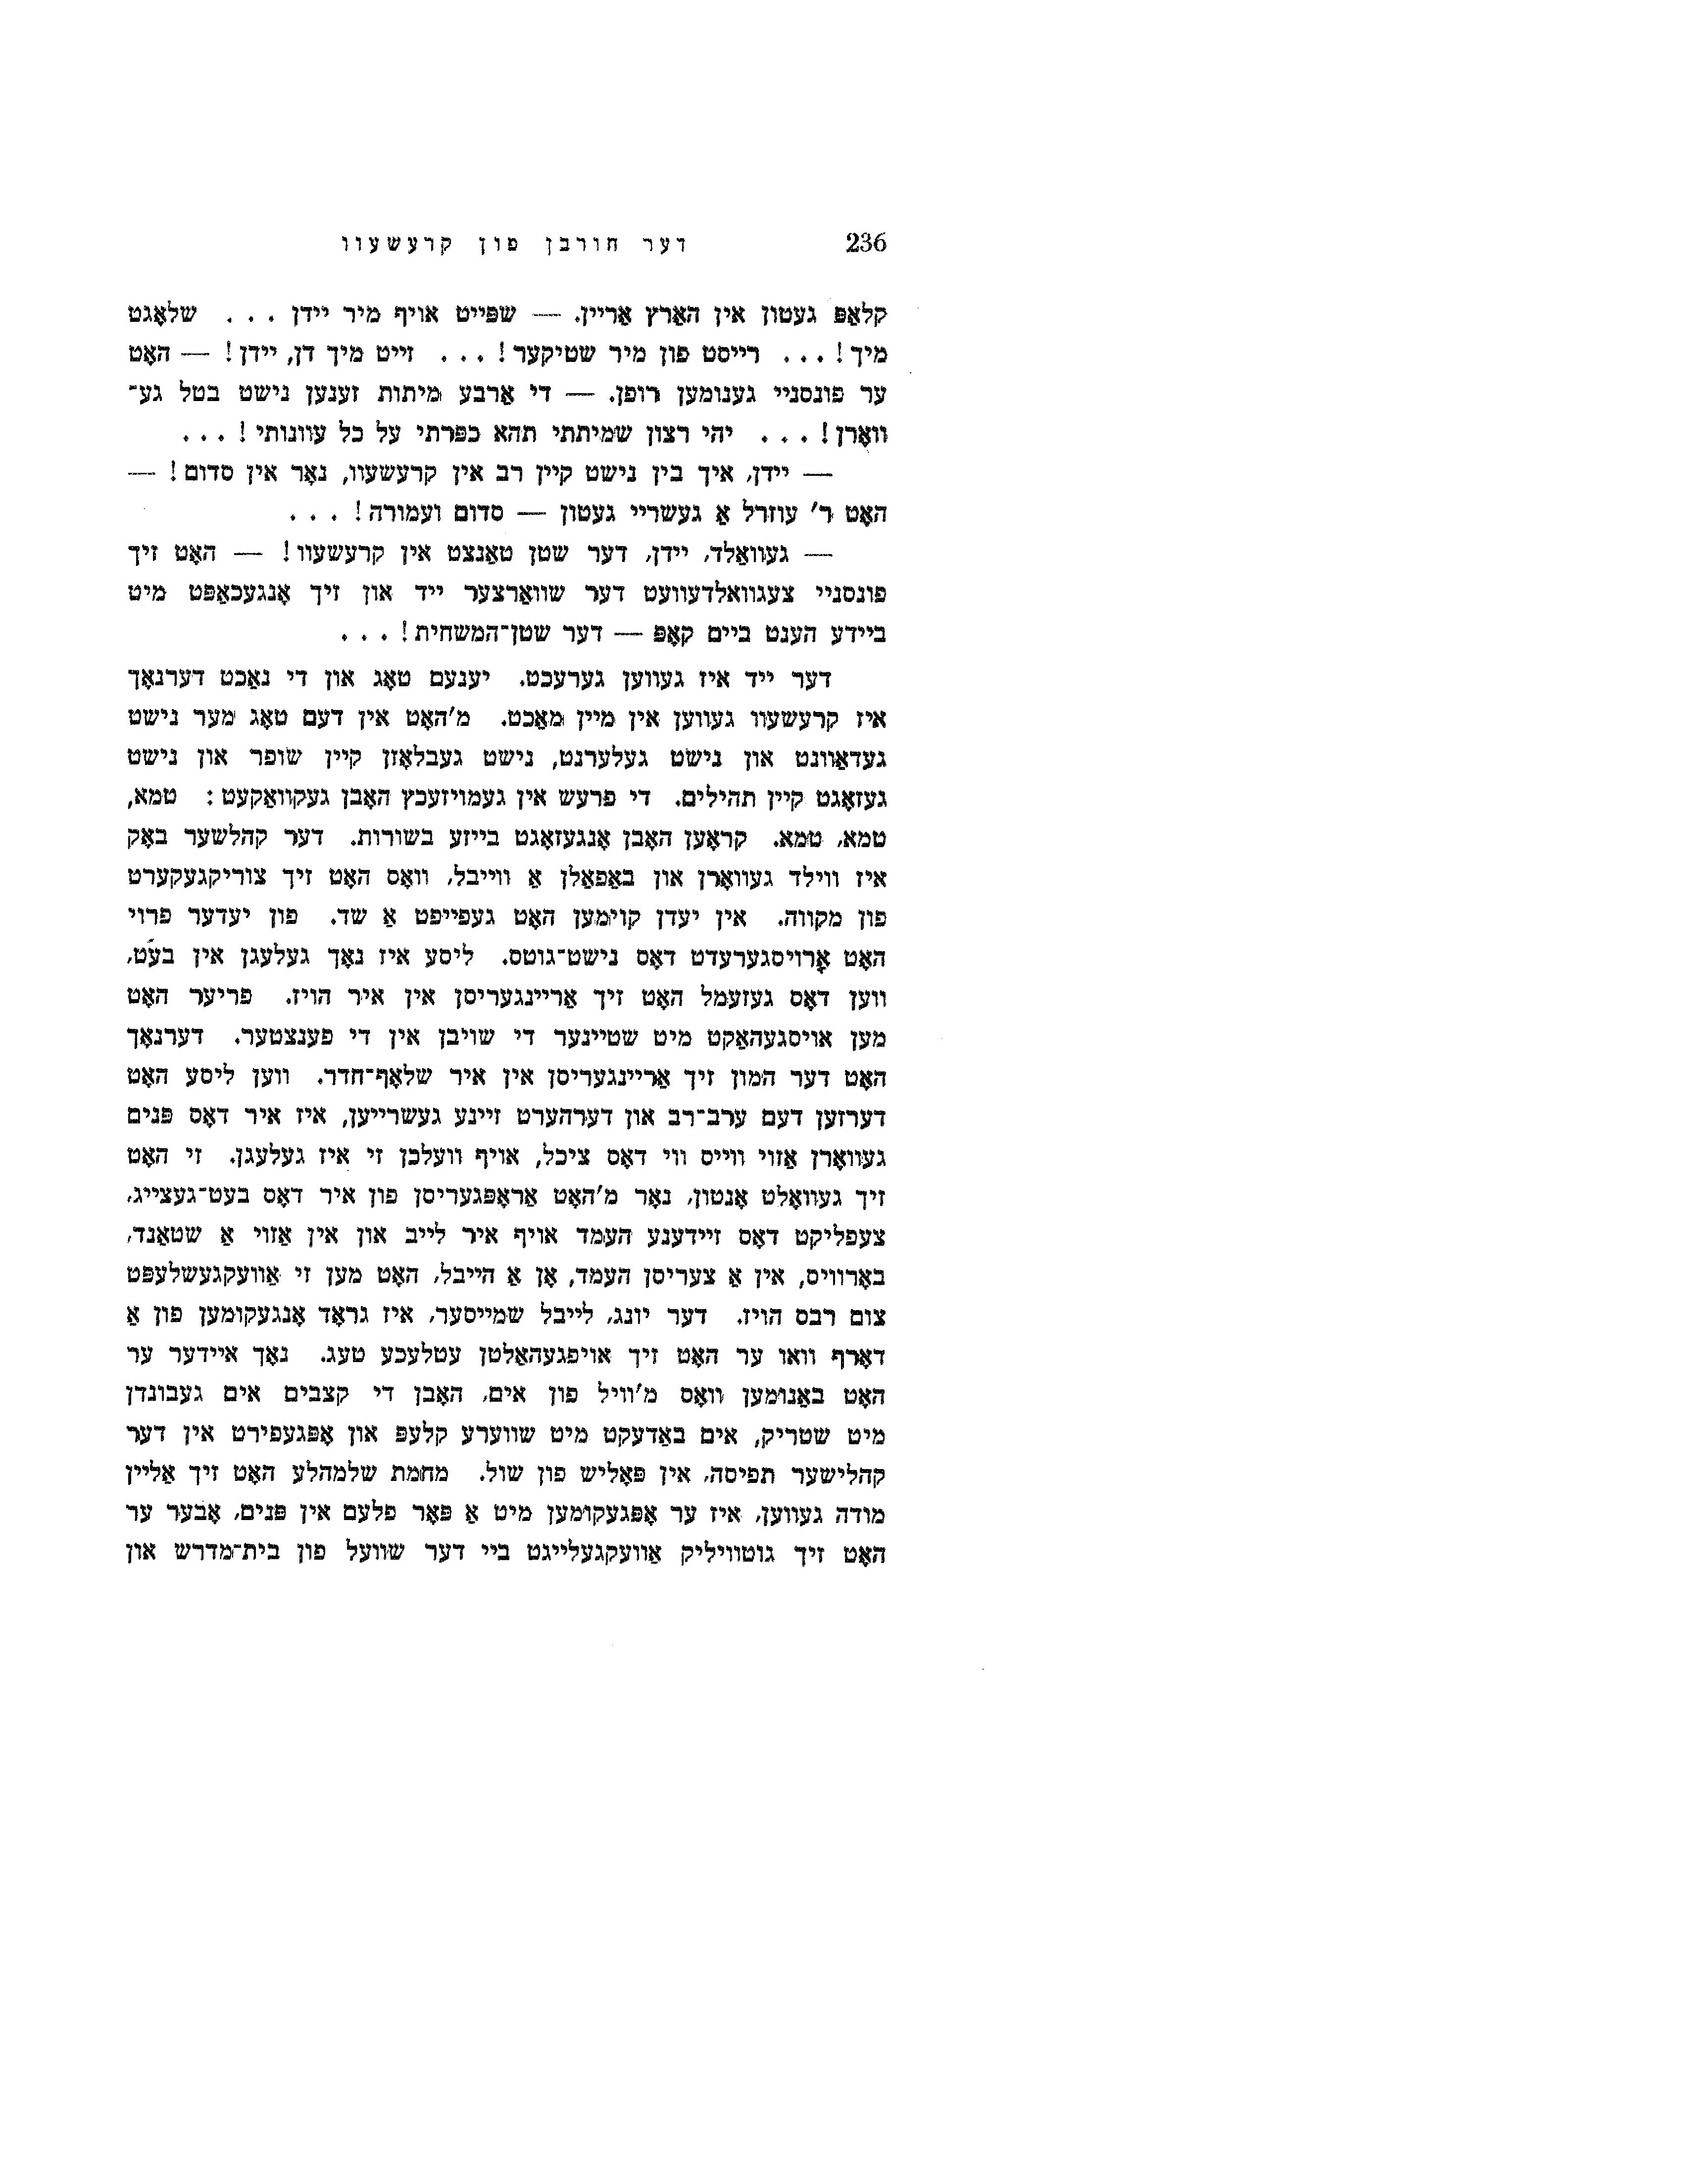 236 דער חורבן פון קרעשעוו
קלאַפּ געטון אין האַרץ אַריין. — שפּייט אויף מיר יידן . . . שלאָגט
מיך ! . . . רייסט פון מיר שטיקער ! . . . זייט מיך דן, יידן ! — האָט
ער פונסניי גענומען רופן. — די אַרבע מיתות זענען נישט בטל גע־
וואָרן ! . . . יהי רצון שמיתתי תהא כפּרתי על כל עוונותי ! . . .
— יידן, איך בין נישט קיין רב אין קרעשעוו, נאָר אין סדום ! —
האָט ר' עוזרל אַ געשריי געטון — סדום ועמורה ! . . .
— געוואַלד, יידן, דער שטן טאַנצט אין קרעשעוו ! — האָט זיך
פונסניי צעגוואלדעוועט דער שוואַרצער ייד און זיך אָנגעכאַפּט מיט
ביידע הענט ביים קאָפּ — דער שטן־המשחית ! . . .
דער ייד איז געווען גערעכט. יענעם טאָג און די נאַכט דערנאָך
איז קרעשעוו געווען אין מיין מאַכט. מ'האָט אין דעם טאָג מער נישט
געדאַוונט און נישט געלערנט, נישט געבלאָזן קיין שופר און נישט
געזאָגט קיין תהילים. די פרעש אין געמויזעכץ האָבן געקוואַקעט : טמא,
טמא, טמא. קראָען האָבן אָנגעזאָגט בייזע בשורות. דער קהלשער באָק
איז ווילד געוואָרן און באַפאַלן אַ ווייבל, וואָס האָט זיך צוריקגעקערט
פון מקווה. אין יעדן קוימען האָט געפייפט אַ שד. פון יעדער פרוי
האָט אַרויסגערעדט דאָס נישט־גוטס. ליסע איז נאָך געלעגן אין בעט,
ווען דאָס געזעמל האָט זיך אַריינגעריסן אין איר הויז. פריער האָט
מען אויסגעהאַקט מיט שטיינער די שויבן אין די פענצטער. דערנאָך
האָט דער המון זיך אַריינגעריסן אין איר שלאָף־חדר. ווען ליסע האָט
דערזען דעם ערב־רב און דערהערט זיינע געשרייען, איז איר דאָס פּנים
געוואָרן אַזוי ווייס ווי דאָס ציכל, אויף וועלכן זי איז געלעגן. זי האָט
זיך געוואָלט אָנטון, נאָר מ'האָט אַראָפּגעריסן פון איר דאָס בעט־געצייג,
צעפליקט דאָס זיידענע העמד אויף איר לייב און אין אַזוי אַ שטאַנד,
באָרוויס, אין אַ צעריסן העמד, אָן אַ הייבל, האָט מען זי אַוועקגעשלעפּט
צום רבס הויז. דער יונג, לייבל שמייסער, איז גראָד אָנגעקומען פון אַ
דאָרף וואו ער האָט זיך אויפגעהאַלטן עטלעכע טעג. נאָך איידער ער
האָט באַנומען וואָס מ'וויל פון אים, האָבן די קצבים אים געבונדן
מיט שטריק, אים באַדעקט מיט שווערע קלעפּ און אָפּגעפירט אין דער
קהלישער תפיסה, אין פּאָליש פון שול. מחמת שלמהלע האָט זיך אַליין
מודה געווען, איז ער אָפּגעקומען מיט אַ פּאָר פלעם אין פּנים, אָבער ער
האָט זיך גוטוויליק אַוועקגעלייגט ביי דער שוועל פון בית־מדרש און